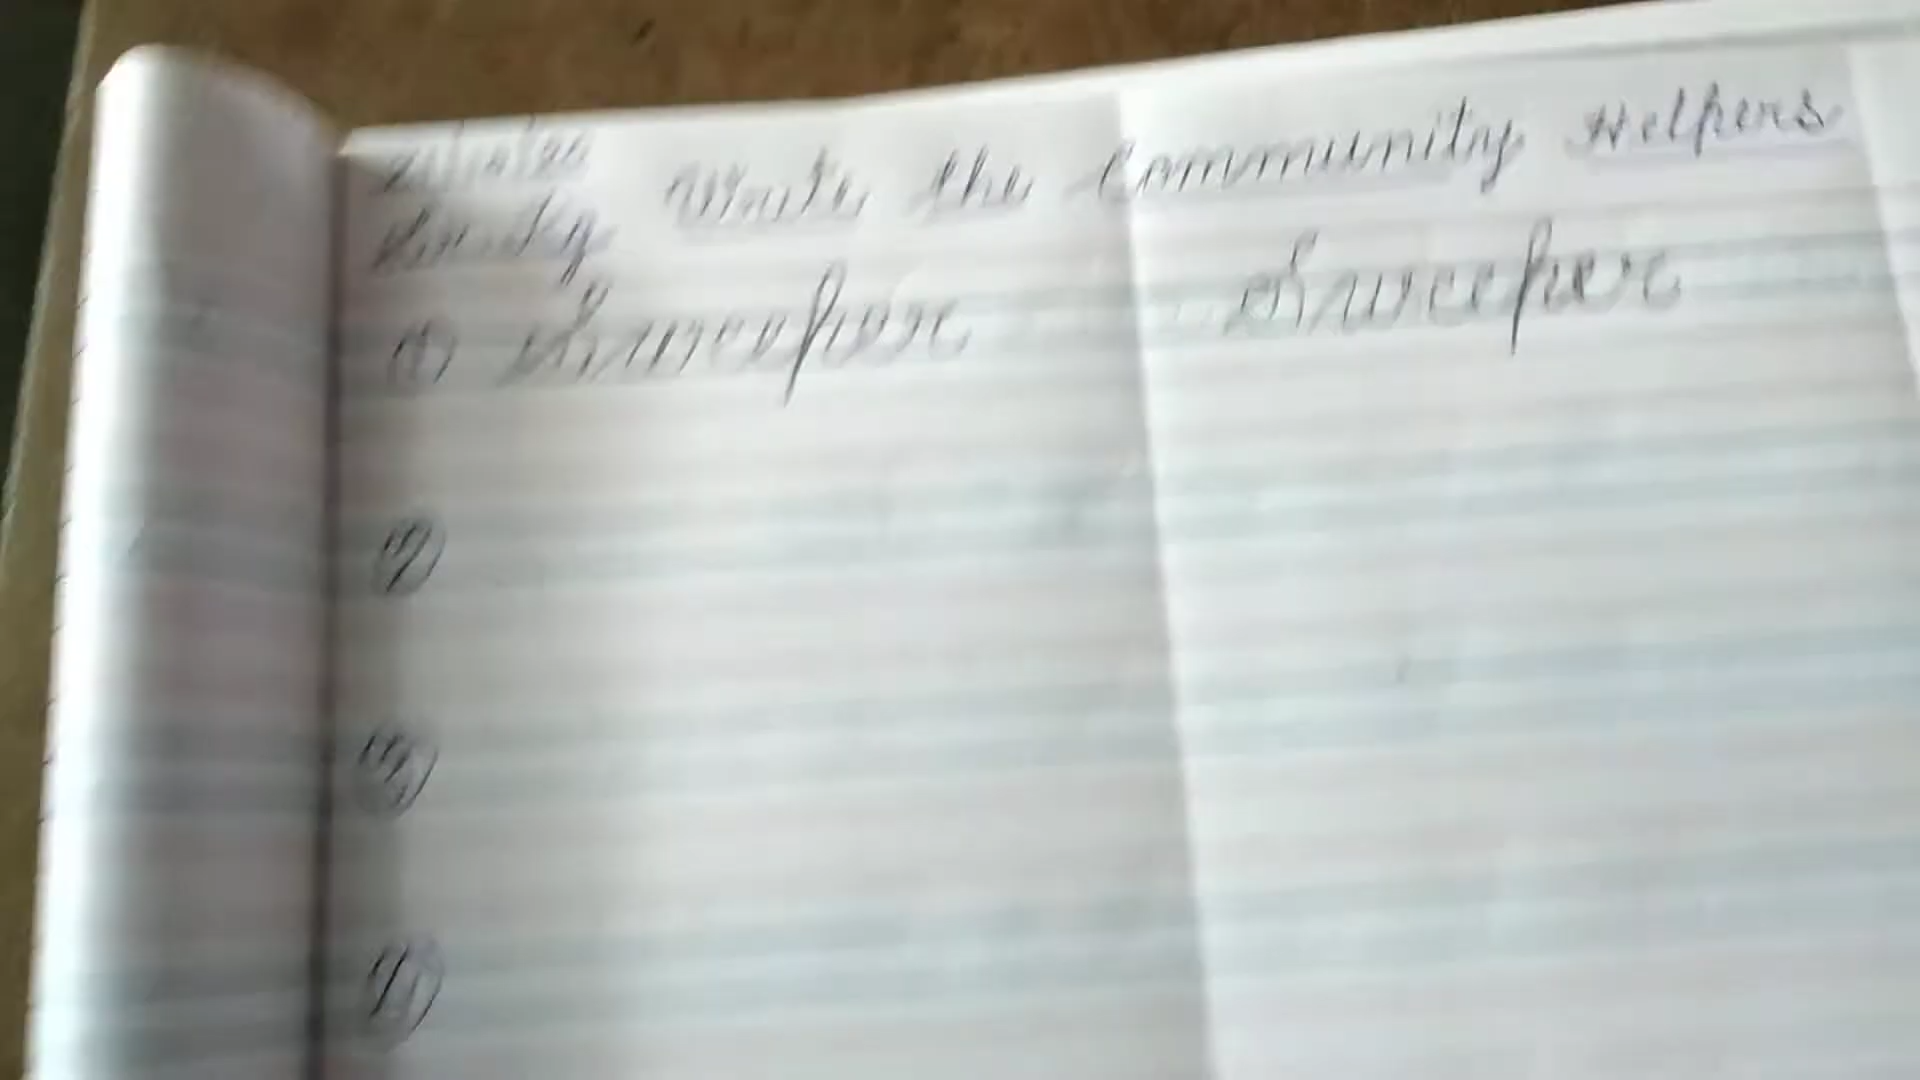 Write the Community Helpers
① Sweeper Sweeper
②
③
④